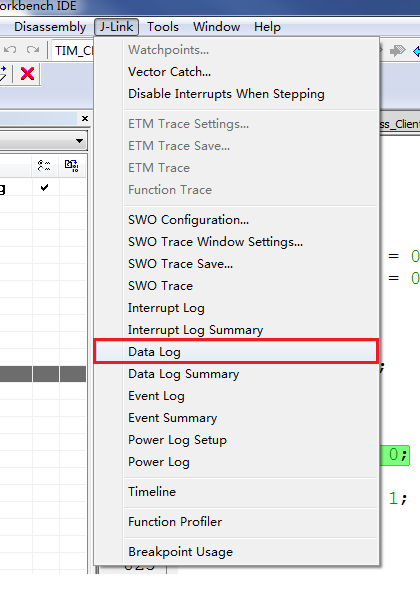 orkbench IDE
Disassembly J-Link Tools Window Help
TIM_C
Watchpoints...
Vector Catch...
Disable Interrupts When Stepping
ss_Client
ETM Trace Settings...
ETM Trace Save...
ETM Trace
Function Trace
g
SWO Configuration...
SWO Trace Window Settings...
= 0
SWO Trace Save...
= 0
SWO Trace
Interrupt Log
Interrupt Log Summary
Data Log
;
Data Log Summary
Event Log
Event Summary
Power Log Setup
0;
Power Log
Timeline
1;
Function Profiler
Breakpoint Usage